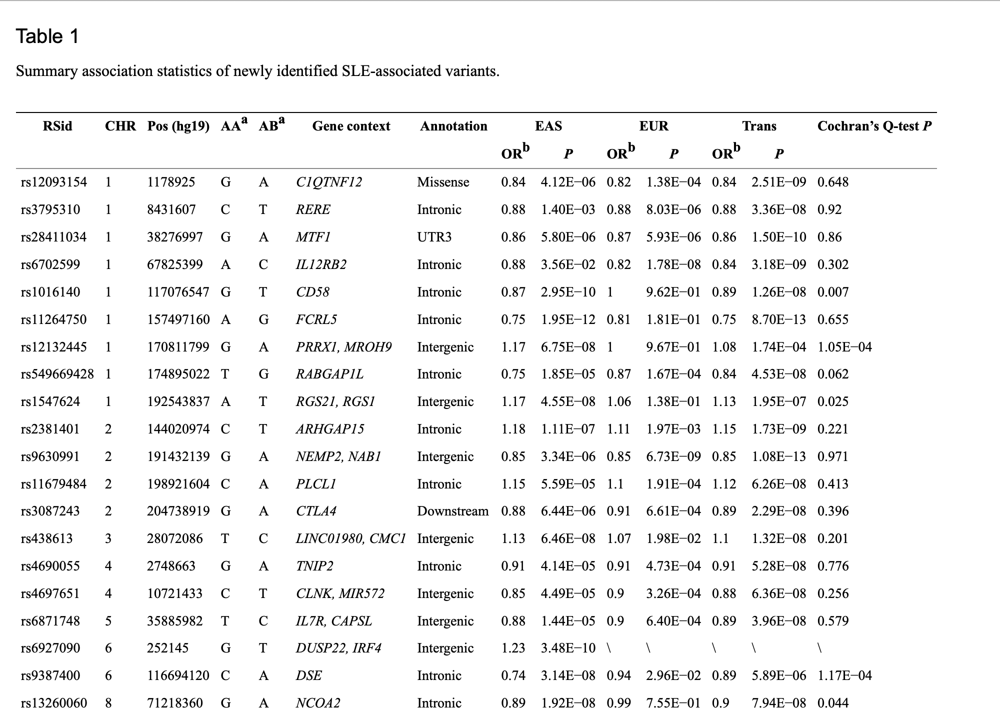 Table 1
Summary association statistics of newly identified SLE-associated variants.
RSid CHR Pos (hg19) AAa ABa Gene context Annotation EAS EUR Trans Cochran’s Q-test P
ORb P ORb P ORb P
rs12093154 1 1178925 G A C1QTNF12 Missense 0.84 4.12E−06 0.82 1.38E−04 0.84 2.51E−09 0.648
rs3795310 1 8431607 C T RERE Intronic 0.88 1.40E−03 0.88 8.03E−06 0.88 3.36E−08 0.92
rs28411034 1 38276997 G A MTF1 UTR3 0.86 5.80E−06 0.87 5.93E−06 0.86 1.50E−10 0.86
rs6702599 1 67825399 A C IL12RB2 Intronic 0.88 3.56E−02 0.82 1.78E−08 0.84 3.18E−09 0.302
rs1016140 1 117076547 G T CD58 Intronic 0.87 2.95E−10 1 9.62E−01 0.89 1.26E−08 0.007
rs11264750 1 157497160 A G FCRL5 Intronic 0.75 1.95E−12 0.81 1.81E−01 0.75 8.70E−13 0.655
rs12132445 1 170811799 G A PRRX1, MROH9 Intergenic 1.17 6.75E−08 1 9.67E−01 1.08 1.74E−04 1.05E−04
rs549669428 1 174895022 T G RABGAP1L Intronic 0.75 1.85E−05 0.87 1.67E−04 0.84 4.53E−08 0.062
rs1547624 1 192543837 A T RGS21, RGS1 Intergenic 1.17 4.55E−08 1.06 1.38E−01 1.13 1.95E−07 0.025
rs2381401 2 144020974 C T ARHGAP15 Intronic 1.18 1.11E−07 1.11 1.97E−03 1.15 1.73E−09 0.221
rs9630991 2 191432139 G A NEMP2, NAB1 Intergenic 0.85 3.34E−06 0.85 6.73E−09 0.85 1.08E−13 0.971
rs11679484 2 198921604 C A PLCL1 Intronic 1.15 5.59E−05 1.1 1.91E−04 1.12 6.26E−08 0.413
rs3087243 2 204738919 G A CTLA4 Downstream 0.88 6.44E−06 0.91 6.61E−04 0.89 2.29E−08 0.396
rs438613 3 28072086 T C LINC01980, CMC1 Intergenic 1.13 6.46E−08 1.07 1.98E−02 1.1 1.32E−08 0.201
rs4690055 4 2748663 G A TNIP2 Intronic 0.91 4.14E−05 0.91 4.73E−04 0.91 5.28E−08 0.776
rs4697651 4 10721433 C T CLNK, MIR572 Intergenic 0.85 4.49E−05 0.9 3.26E−04 0.88 6.36E−08 0.256
rs6871748 5 35885982 T C IL7R, CAPSL Intergenic 0.88 1.44E−05 0.9 6.40E−04 0.89 3.96E−08 0.579
rs6927090 6 252145 G T DUSP22, IRF4 Intergenic 1.23 3.48E−10 \ \ \ \ \
rs9387400 6 116694120 C A DSE Intronic 0.74 3.14E−08 0.94 2.96E−02 0.89 5.89E−06 1.17E−04
rs13260060 8 71218360 G A NCOA2 Intronic 0.89 1.92E−08 0.99 7.55E−01 0.9 7.94E−08 0.044